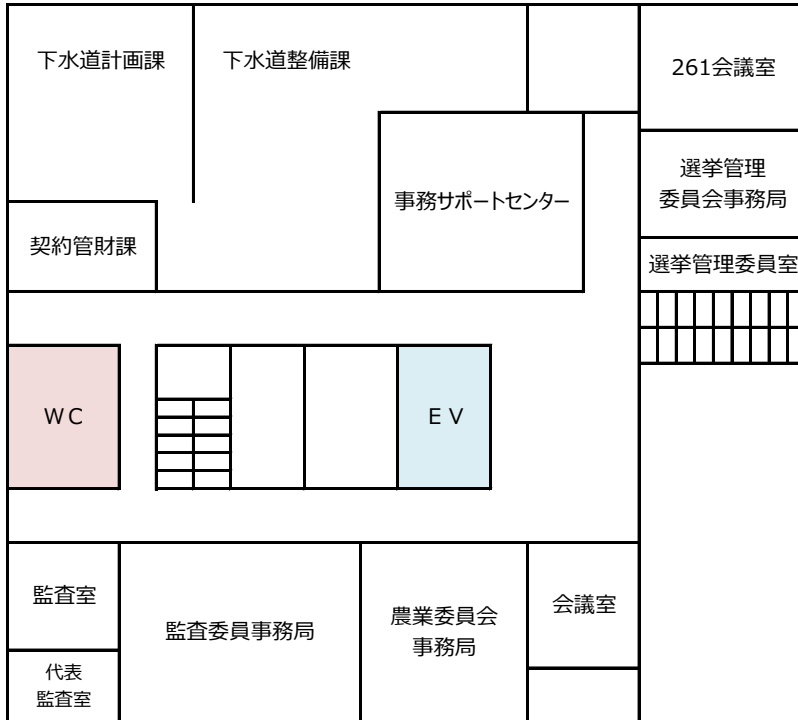 下水道計画課
下水道整備課
261会議室
事務サポートセンター
選挙管理
委員会事務局
契約管財課
選挙管理委員室
WC
EV
監査室
監査委員事務局
農業委員会
事務局
会議室
代表
監査室